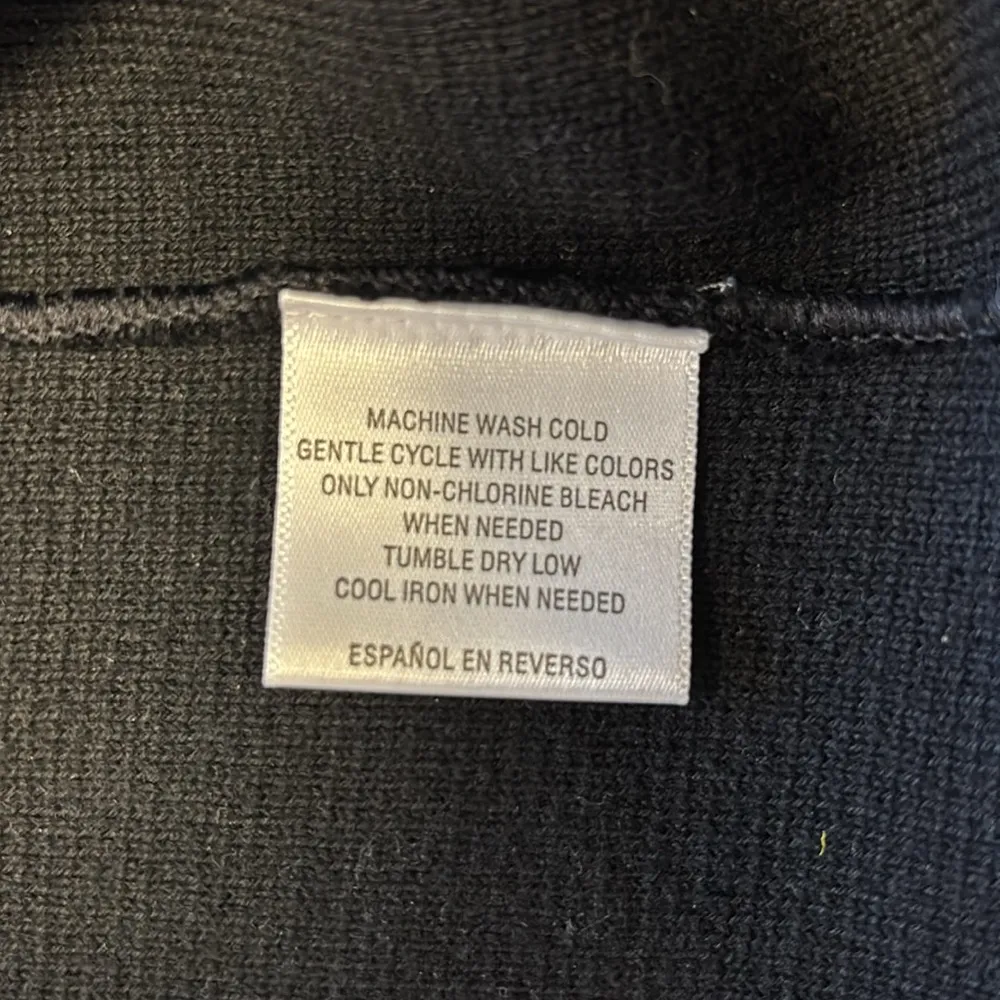 MACHINE WASH COLD
GENTLE CYCLE WITH LIKE COLORS
ONLY NON-CHLORINE BLEACH
WHEN NEEDED
TUMBLE DRY LOW
COOL IRON WHEN NEEDED
ESPAÑOL EN REVERSO